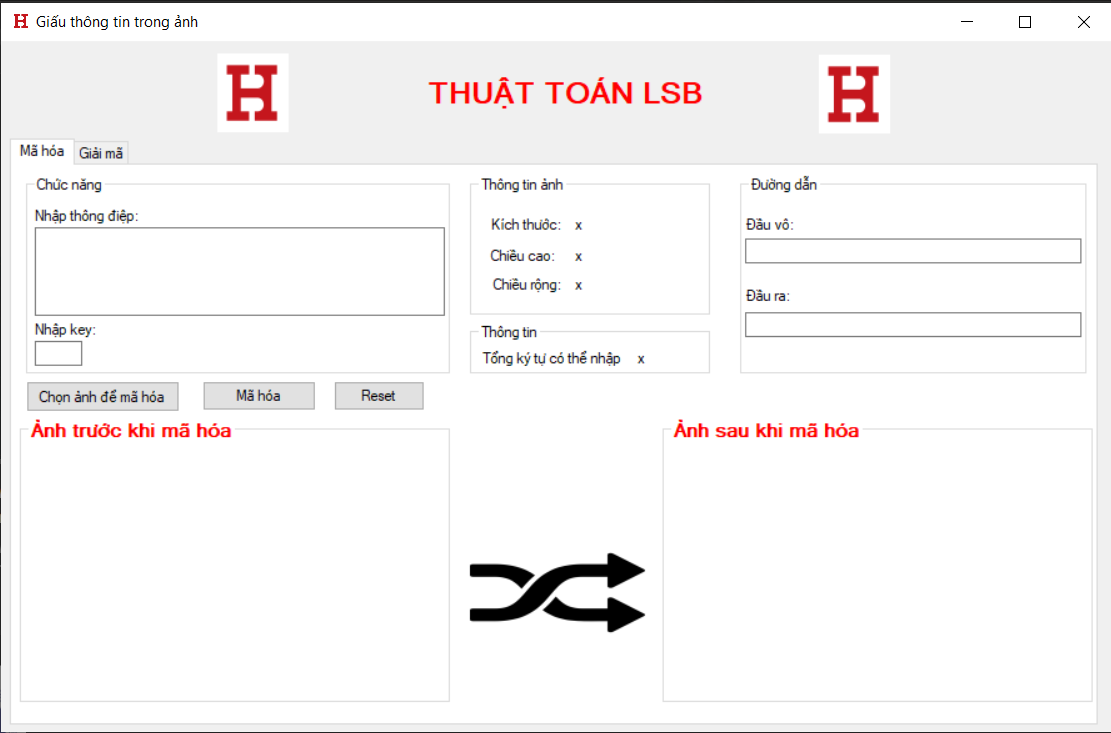 H Giấu thông tin trong ảnh
H THUẬT TOÁN LSB H
Mã hóa Giải mã
Chức năng
Nhập thông điệp:
Nhập key:
Thông tin ảnh
Kích thước: x
Chiều cao: x
Chiều rộng: x
Thông tin
Tổng ký tự có thể nhập x
Đường dẫn
Đầu vô:
Đầu ra:
Chọn ảnh để mã hóa Mã hóa Reset
Ảnh trước khi mã hóa
Ảnh sau khi mã hóa